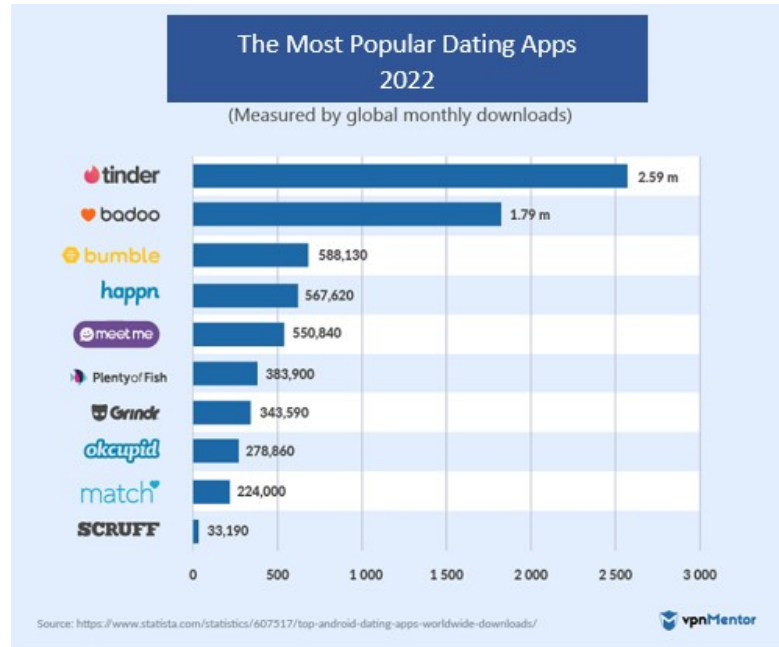 The Most Popular Dating Apps
2022
(Measured by global monthly downloads)
tinder
2.59 m
badoo
1.79 m
bumble
588,130
happn
567,620
meetme
550,840
PlentyofFish
383,900
Grindr
343,590
okcupid
278,860
match
224,000
SCRUFF
33,190
0 500 1 000 1 500 2 000 2 500 3 000
Source: https://www.statista.com/statistics/607517/top-android-dating-apps-worldwide-downloads/
vpnMentor